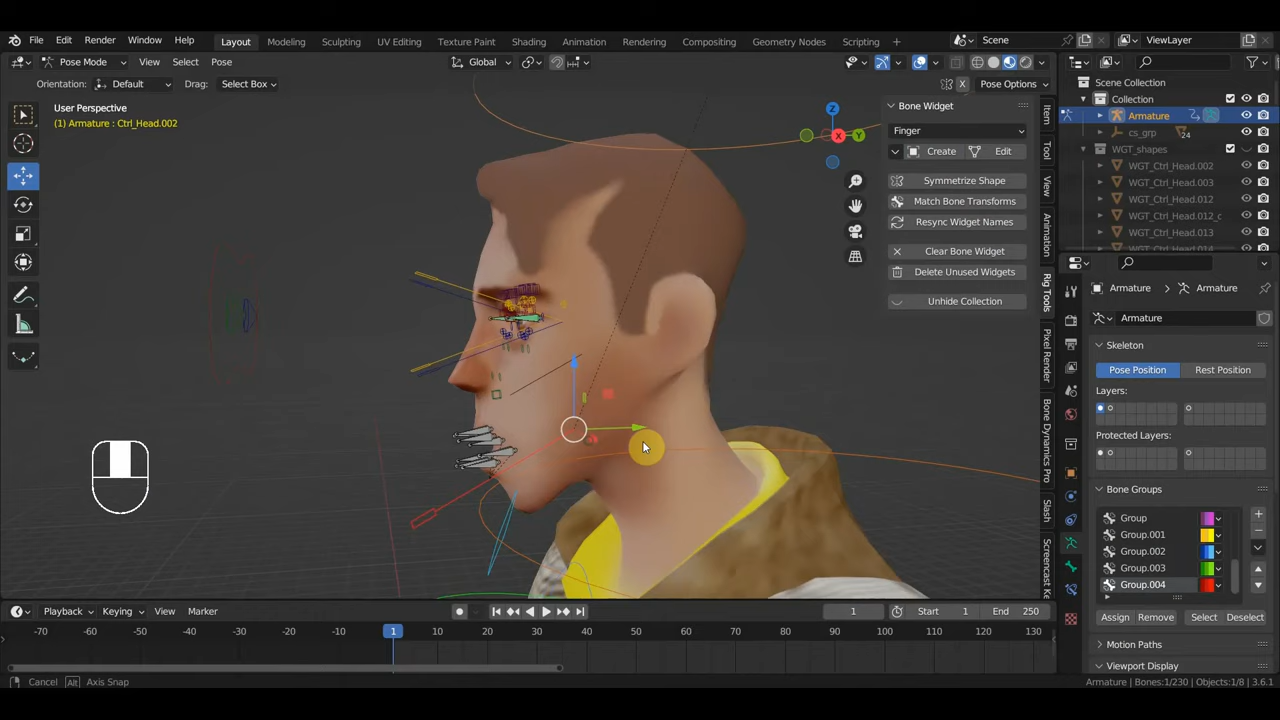 File Edit Render Window Help Layout Modeling Sculpting UV Editing Texture Paint Shading Animation Rendering Compositing Geometry Nodes Scripting + Scene ViewLayer
Pose Mode View Select Pose Global
Orientation: Default Drag: Select Box X Pose Options
User Perspective
(1) Armature : Ctrl_Head.002
Z
Y
X
Bone Widget
Finger
Create Edit
Symmetrize Shape
Match Bone Transforms
Resync Widget Names
Clear Bone Widget
Delete Unused Widgets
Unhide Collection
Item
Tool
View
Animation
Rig Tools
Pixel Render
Bone Dynamics Pro
Slash
Screencast Ke
Scene Collection
Collection
Armature
cs_grp 24
WGT_shapes
WGT_Ctrl_Head.002
WGT_Ctrl_Head.003
WGT_Ctrl_Head.012
WGT_Ctrl_Head.012_c
WGT_Ctrl_Head.013
WGT_Ctrl_Head.014
Armature Armature
Armature
Skeleton
Pose Position Rest Position
Layers:
Protected Layers:
Bone Groups
Group
Group.001
Group.002
Group.003
Group.004
Assign Remove Select Deselect
Motion Paths
Viewport Display
Playback Keying View Marker 1 Start 1 End 250
-70 -60 -50 -40 -30 -20 -10 1 10 20 30 40 50 60 70 80 90 100 110 120 130
Cancel Alt Axis Snap Armature | Bones:1/230 | Objects:1/8 | 3.6.1